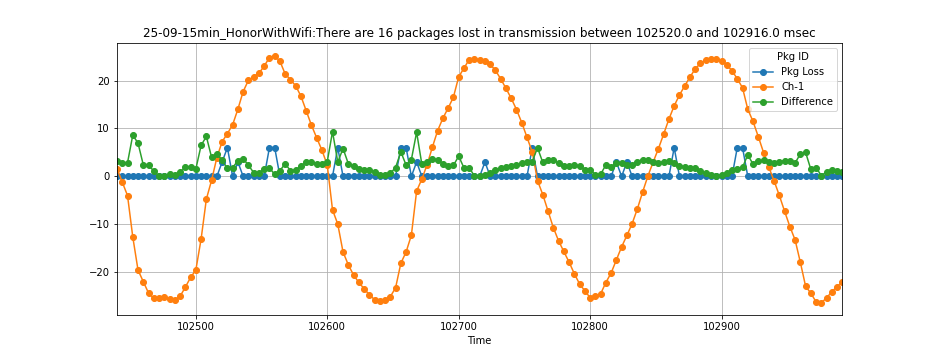 25-09-15min_HonorWithWifi:There are 16 packages lost in transmission between 102520.0 and 102916.0 msec
Pkg ID
Pkg Loss
Ch-1
Difference
20
10
0
−10
−20
102500 102600 102700 102800 102900
Time